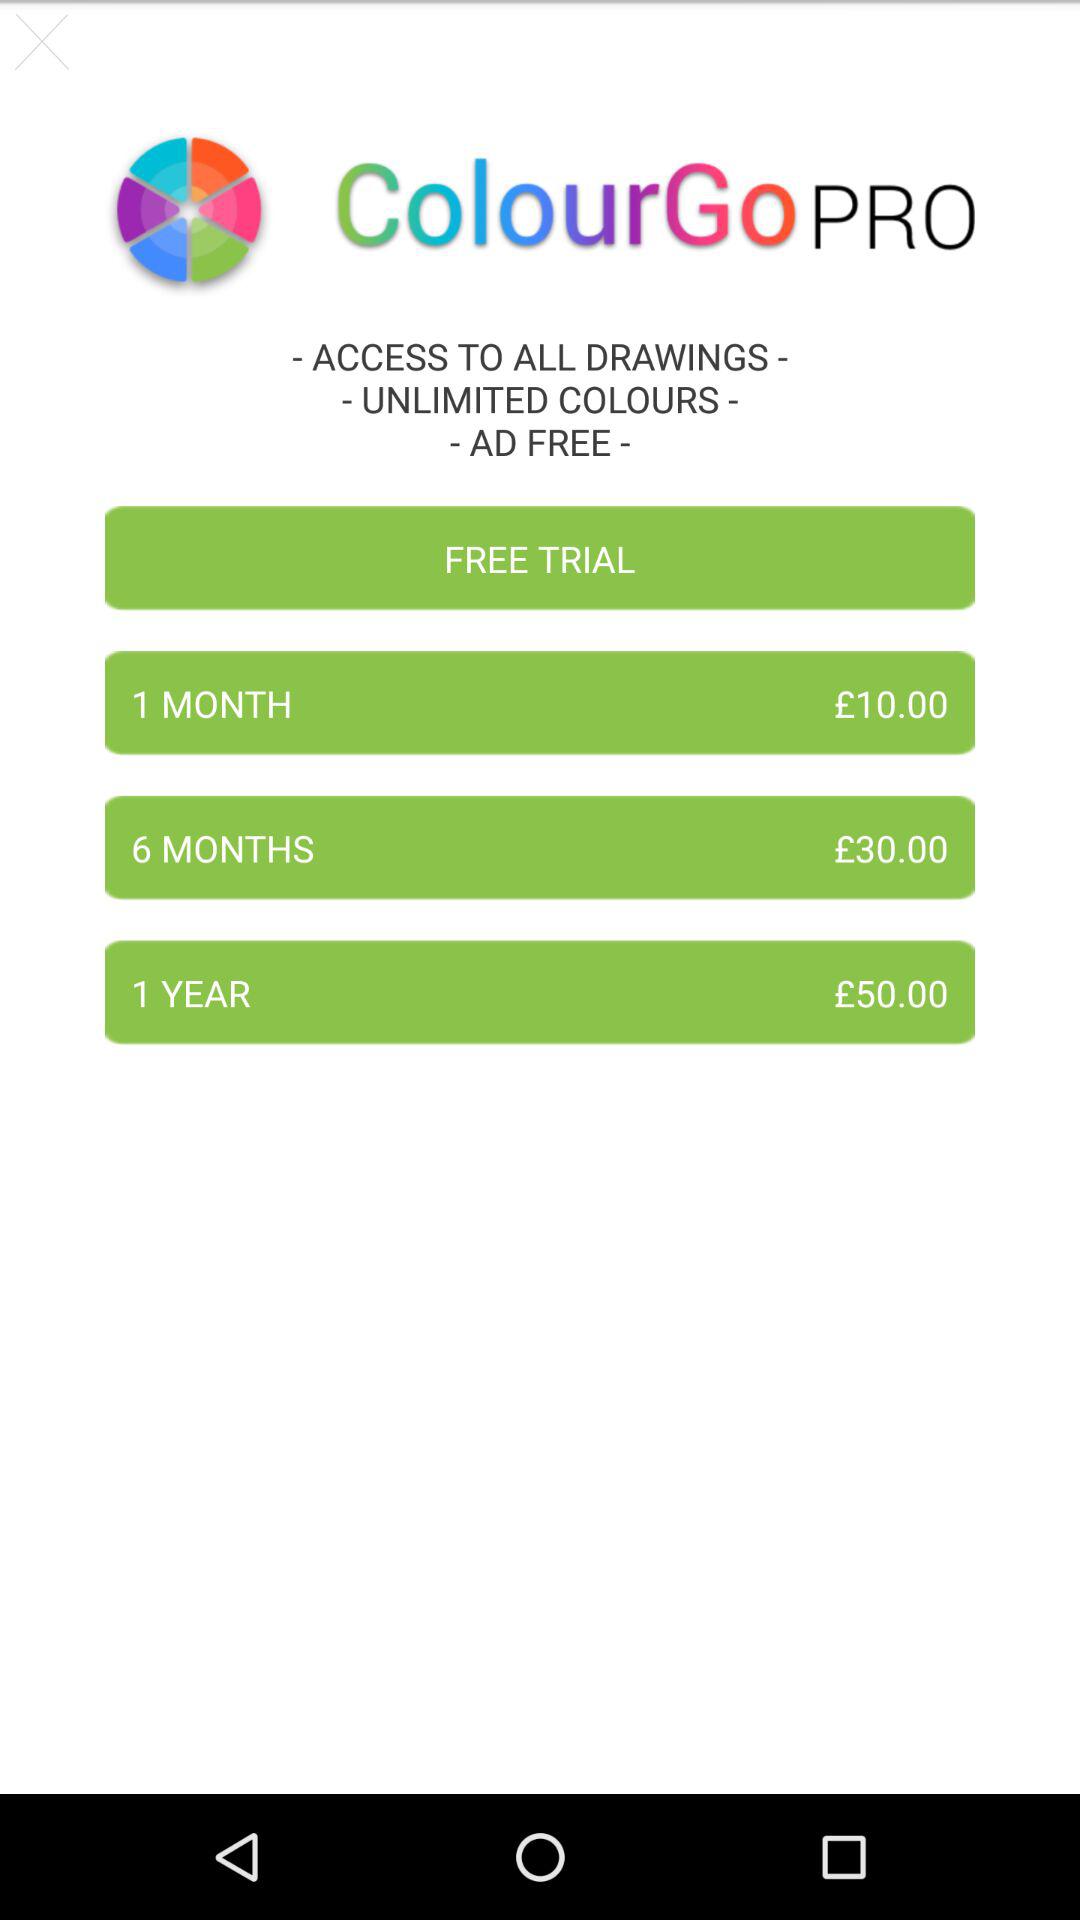 ColourGo PRO
- ACCESS TO ALL DRAWINGS -
- UNLIMITED COLOURS -
- AD FREE -
FREE TRIAL
1 MONTH £10.00
6 MONTHS £30.00
1 YEAR £50.00